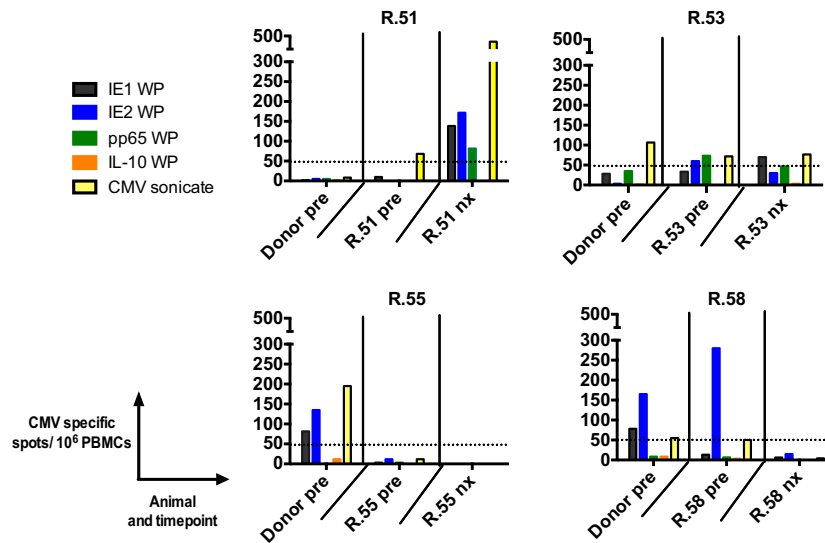 R.51
500
300
250
200
150
100
50
0
Donor pre
R.51 pre
R.51 nx
R.53
500
300
250
200
150
100
50
0
Donor pre
R.53 pre
R.53 nx
IE1 WP
IE2 WP
pp65 WP
IL-10 WP
CMV sonicate
R.55
500
300
250
200
150
100
50
0
Donor pre
R.55 pre
R.55 nx
R.58
500
300
250
200
150
100
50
0
Donor pre
R.58 pre
R.58 nx
CMV specific
spots/ 10⁶ PBMCs
Animal
and timepoint